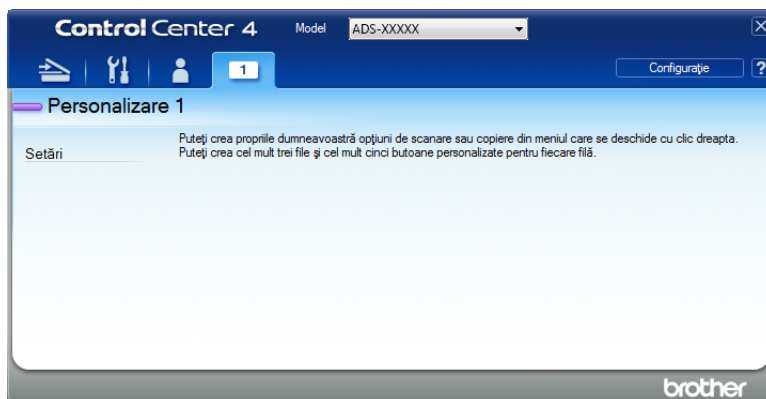 Control Center 4 Model ADS-XXXXX X
1 Configurație ?
Personalizare 1
Setări
Puteți crea propriile dumneavoastră opțiuni de scanare sau copiere din meniul care se deschide cu clic dreapta.
Puteți crea cel mult trei file și cel mult cinci butoane personalizate pentru fiecare filă.
brother